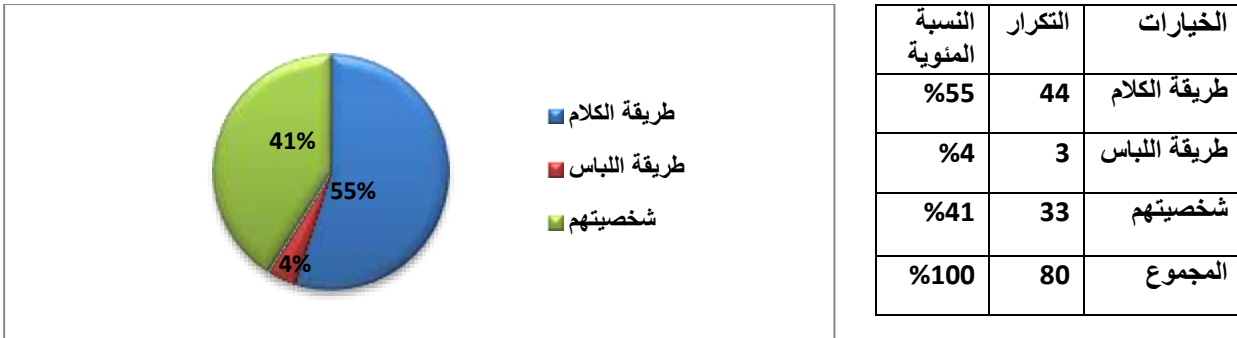 الخيارات التكرار النسبة المئوية
طريقة الكلام 44 %55
طريقة اللباس 3 %4
شخصيتهم 33 %41
المجموع 80 %100
طريقة الكلام
طريقة اللباس
شخصيتهم
41%
55%
4%